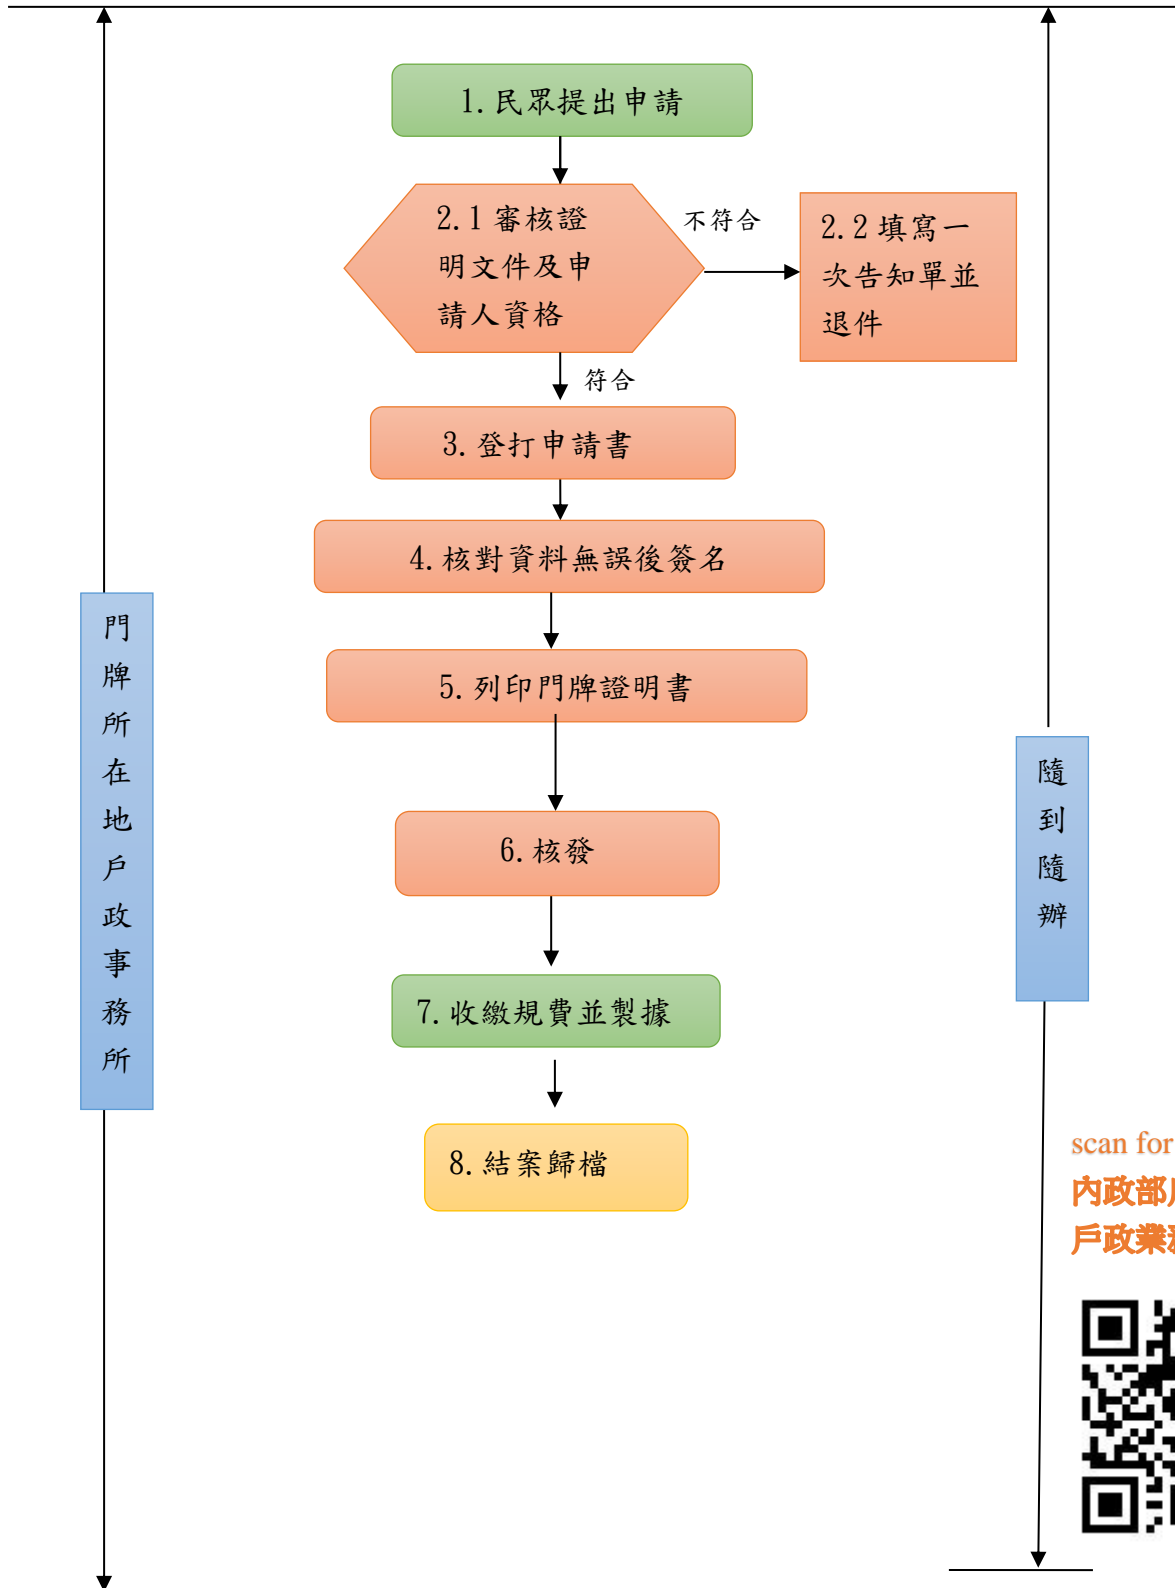 1.民眾提出申請
2.1 審核證
明文件及申
請人資格
不符合
2.2 填寫一
次告知單並
退件
符合
3.登打申請書
4.核對資料無誤後簽名
5.列印門牌證明書
6.核發
7.收繳規費並製據
8.結案歸檔
門
牌
所
在
地
戶
政
事
務
所
隨
到
隨
辦
scan for
內政部
戶政業